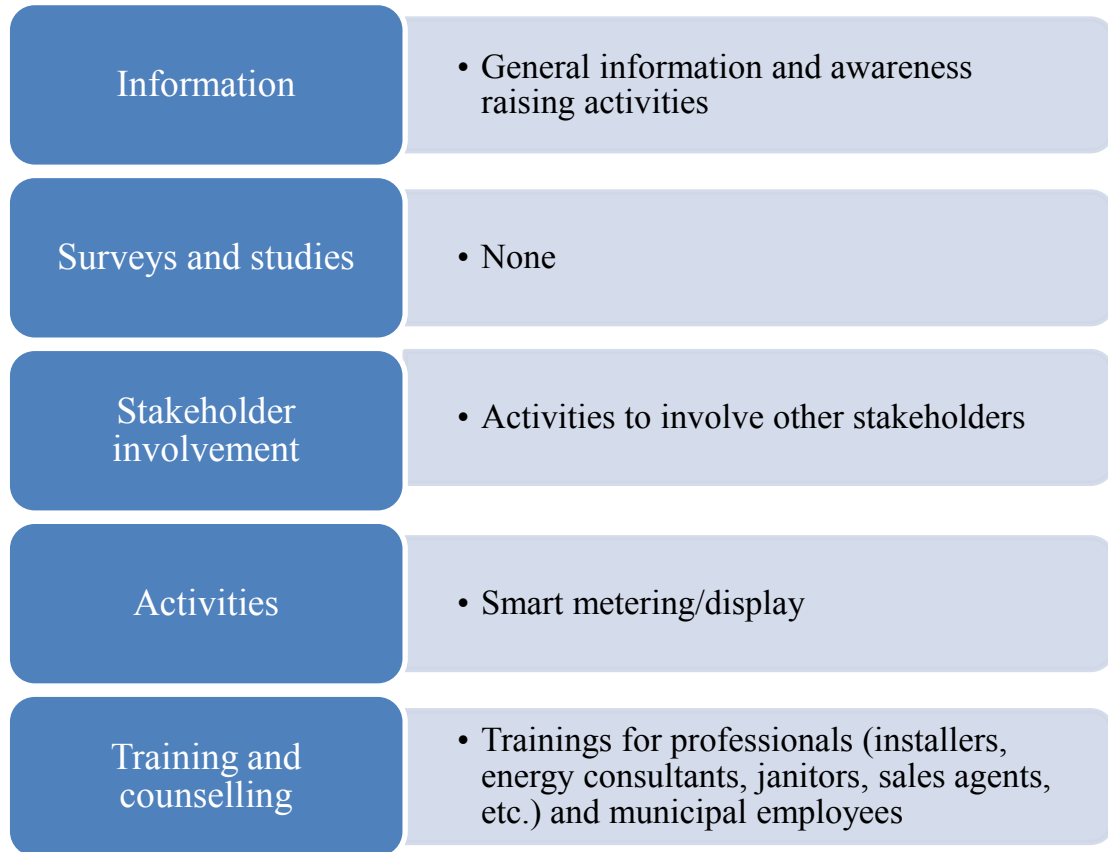 Information
• General information and awareness
raising activities
Surveys and studies
• None
Stakeholder
involvement
• Activities to involve other stakeholders
Activities
• Smart metering/display
Training and
counselling
• Trainings for professionals (installers,
energy consultants, janitors, sales agents,
etc.) and municipal employees